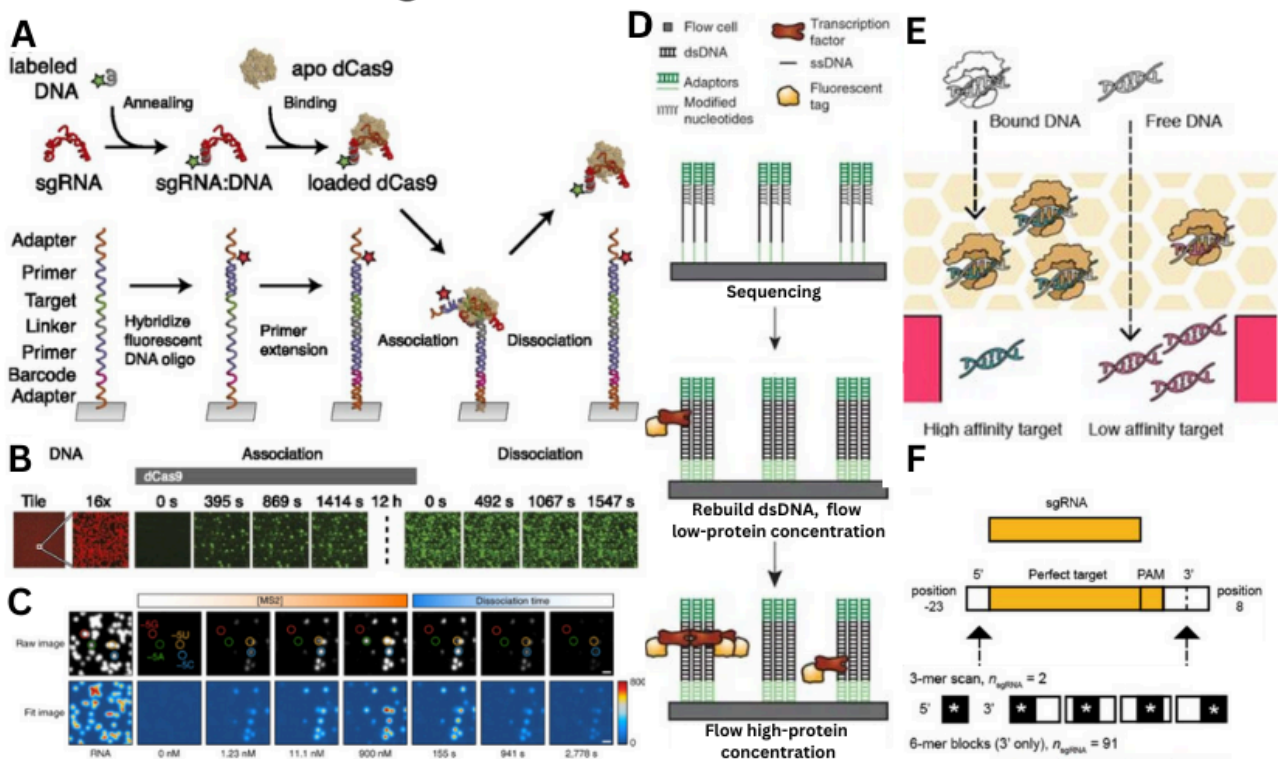 A
labeled
DNA
apo dCas9
Annealing
Binding
sgRNA
sgRNA:DNA
loaded dCas9
Adapter
Primer
Target
Linker
Primer
Barcode
Adapter
Hybridize
fluorescent
DNA oligo
Primer
extension
Association
Dissociation
B
DNA
Association
Dissociation
dCas9
Tile
16x
0 s
395 s
869 s
1414 s
12 h
0 s
492 s
1067 s
1547 s
C
[MS2]
Dissociation time
Raw image
–5G
–5U
–5A
–5C
Fit image
800
0
RNA
0 nM
1.23 nM
11.1 nM
900 nM
155 s
941 s
2,778 s
D
Flow cell
dsDNA
Adaptors
Modified
nucleotides
Transcription
factor
ssDNA
Fluorescent
tag
Sequencing
Rebuild dsDNA, flow
low-protein concentration
Flow high-protein
concentration
E
Bound DNA
Free DNA
High affinity target
Low affinity target
F
sgRNA
5'
Perfect target
PAM
3'
position
-23
position
8
3-mer scan, nsgRNA = 2
5'
*
3'
*
*
*
*
6-mer blocks (3' only), nsgRNA = 91